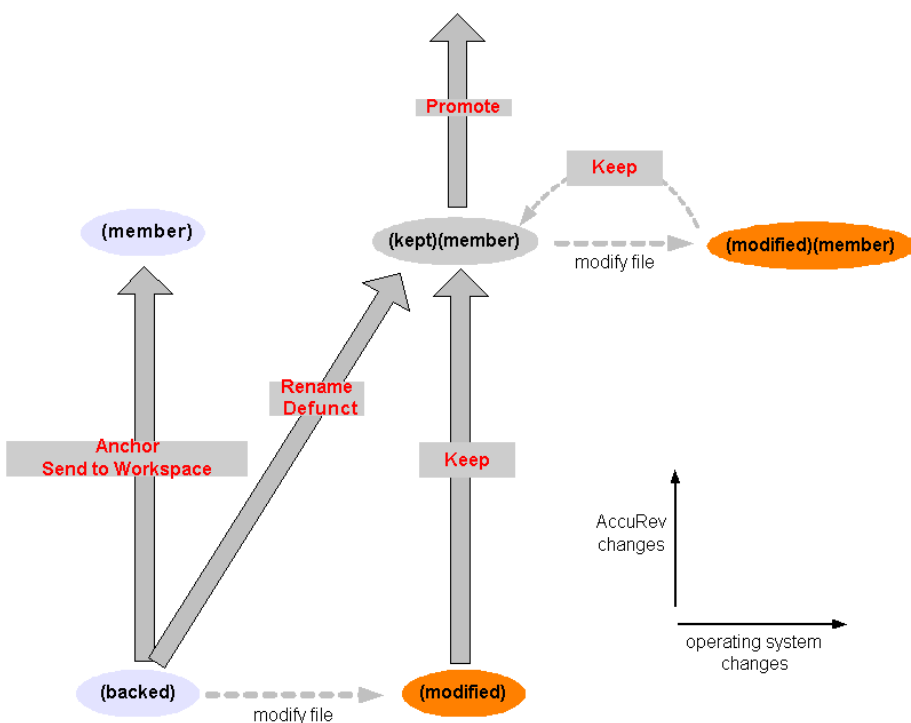 Promote
Keep
(member)
(kept)(member)
(modified)(member)
modify file
Rename
Defunct
Anchor
Send to Workspace
Keep
AccuRev
changes
operating system
changes
(backed)
(modified)
modify file